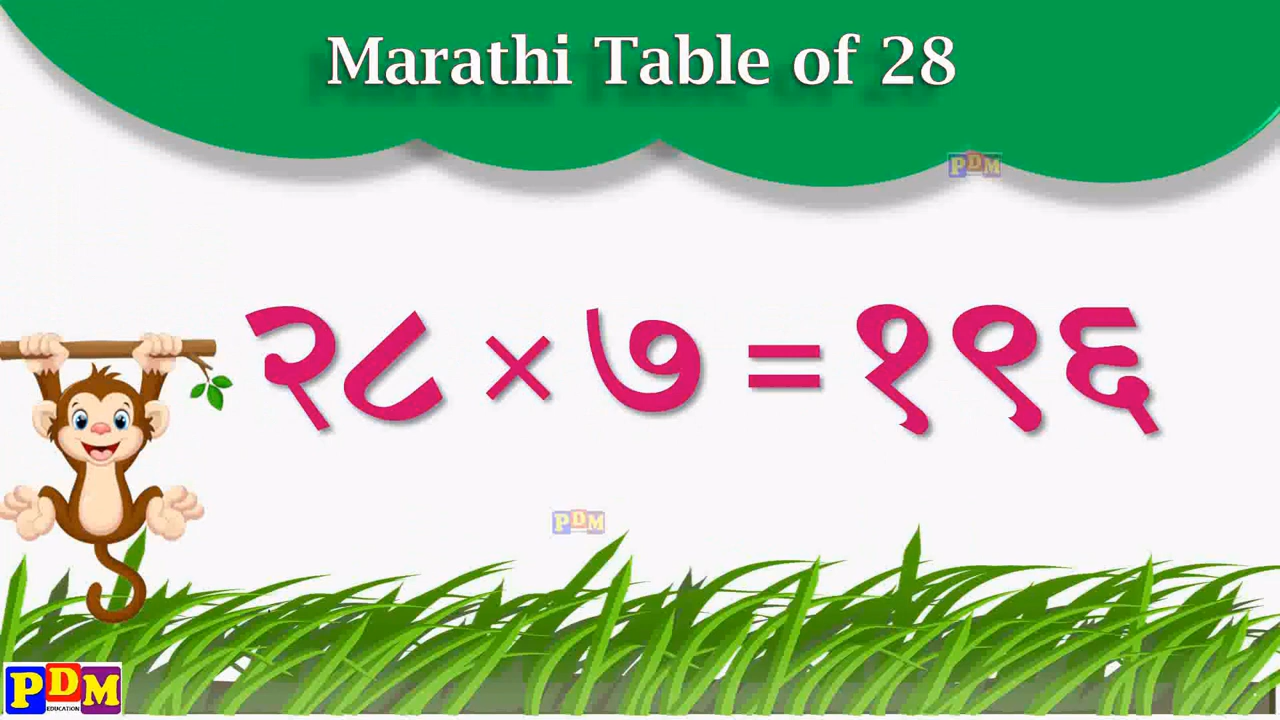 Marathi Table of 28
PDM
२८ × ७ = १९६
PDM
PDM
EDUCATION